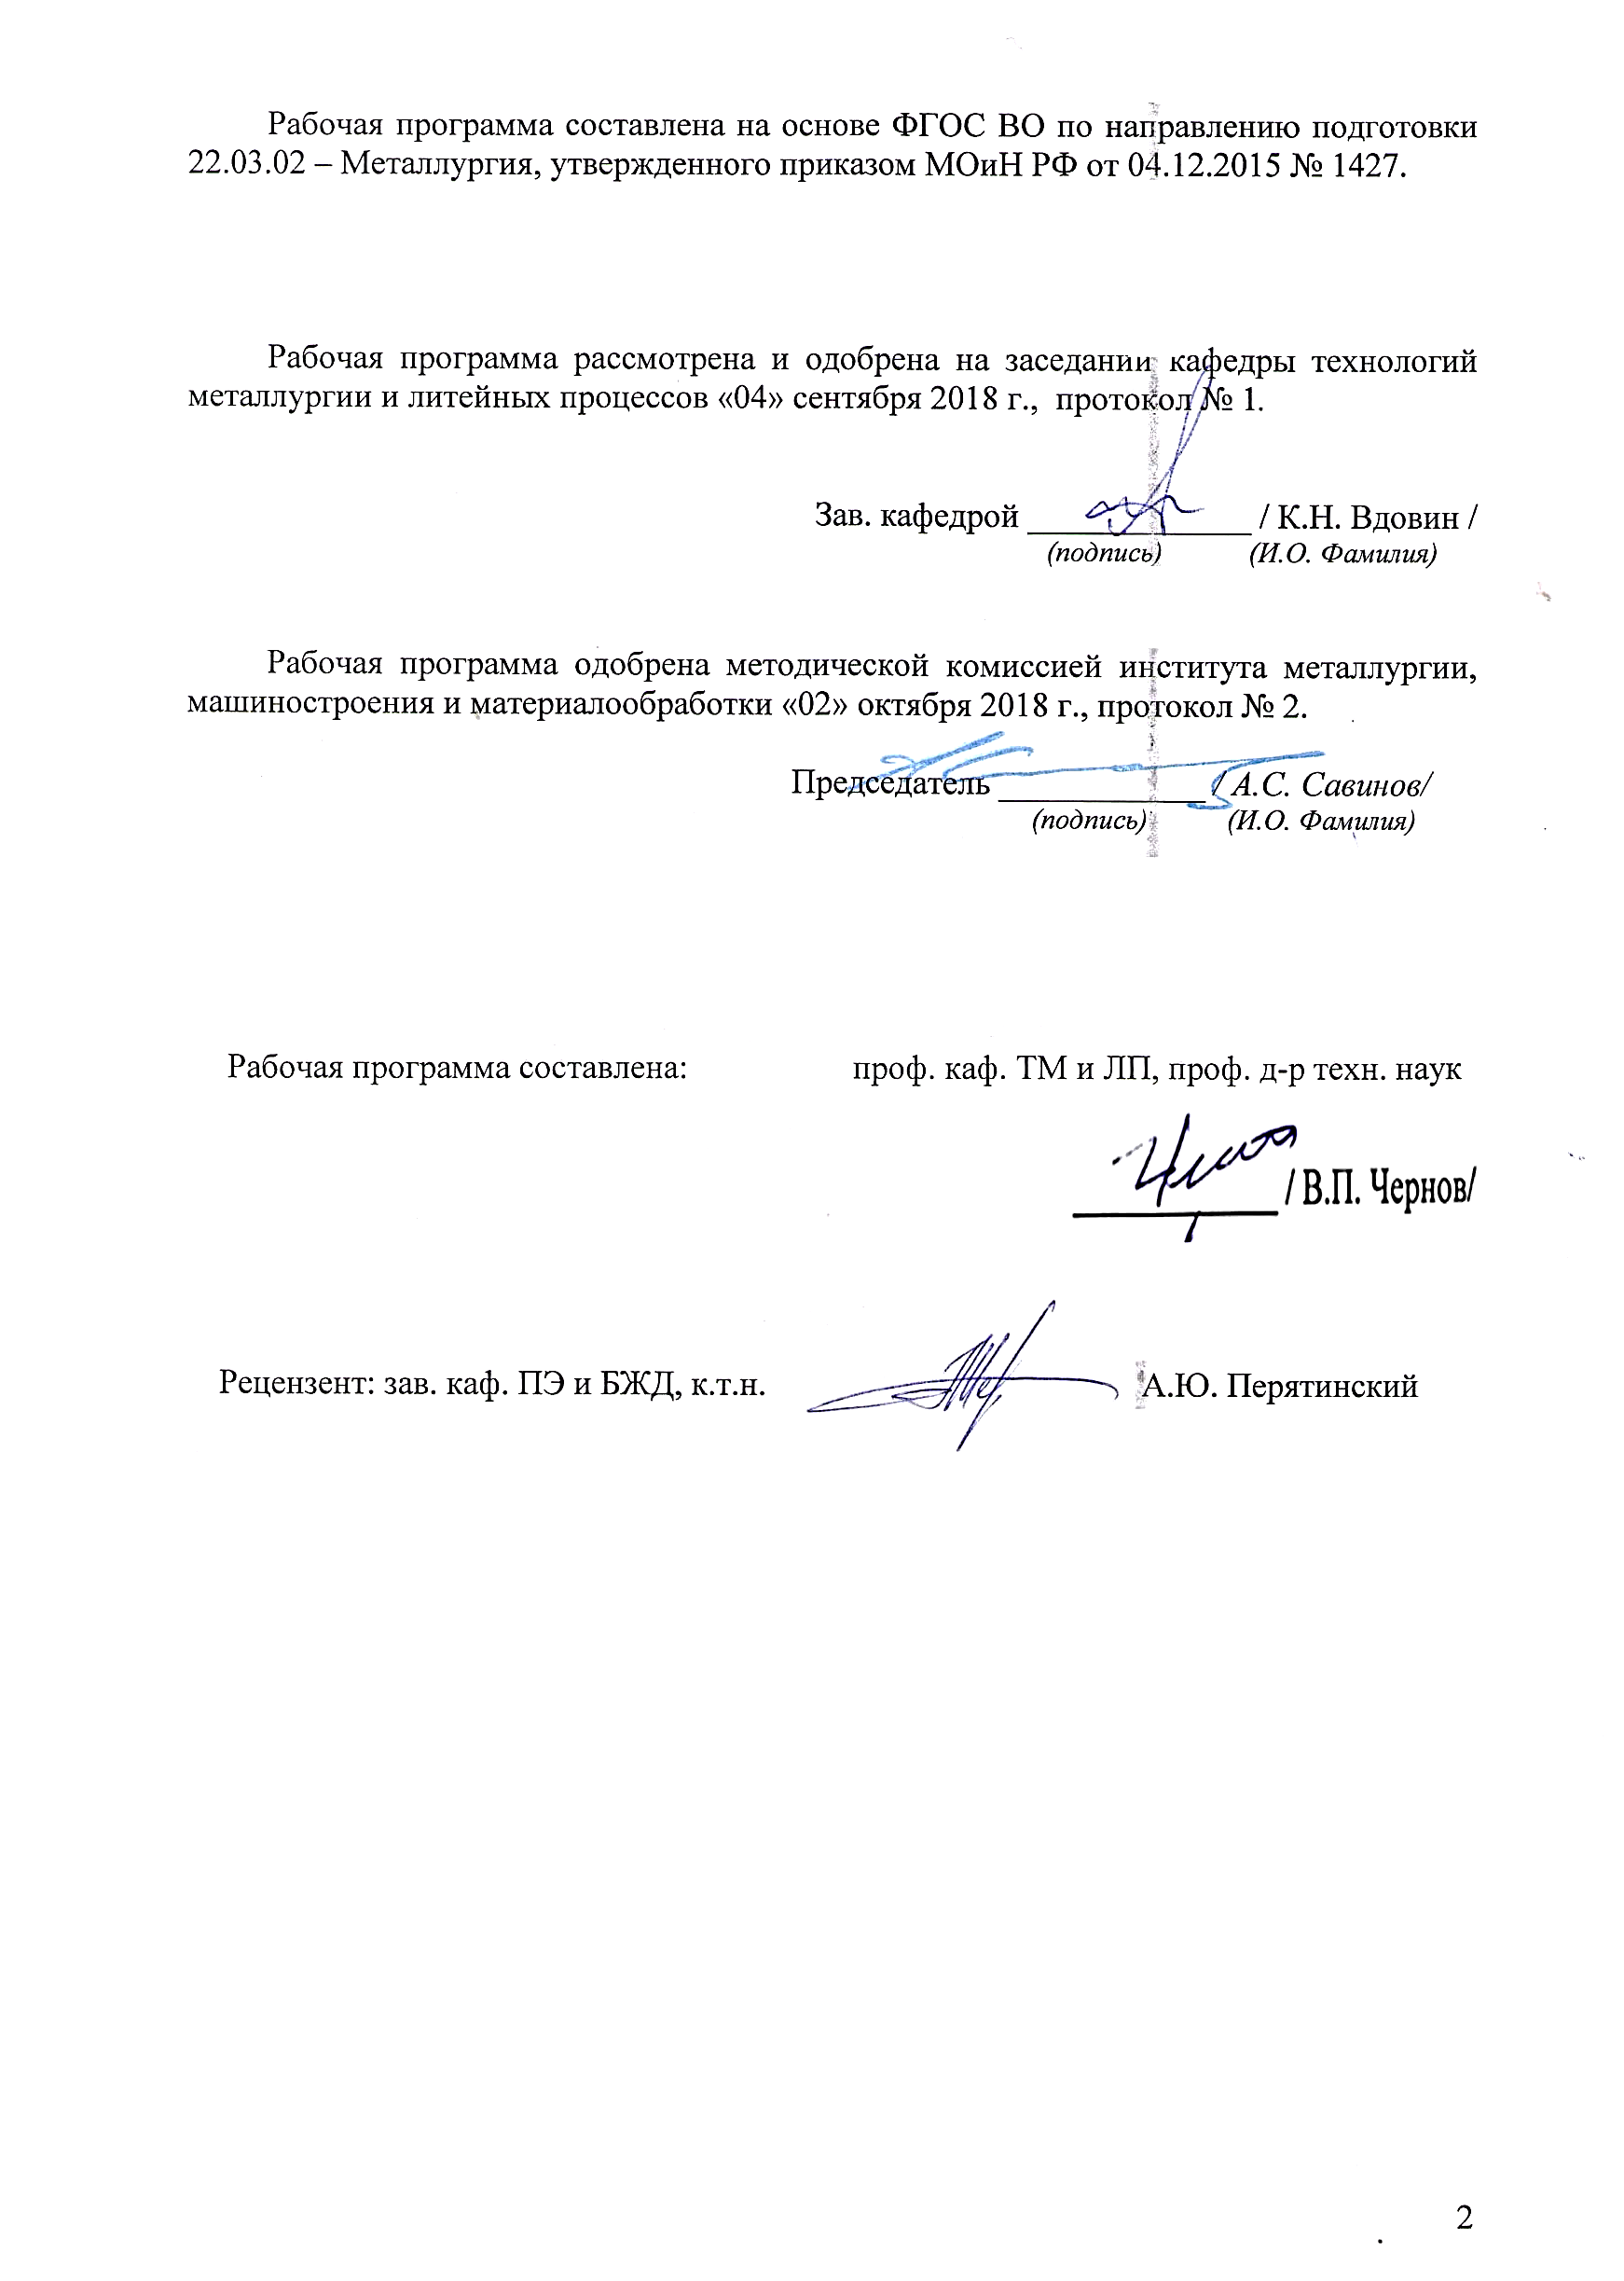 Рабочая программа составлена на основе ФГОС ВО по направлению подготовки
22.03.02 – Металлургия, утвержденного приказом МОиН РФ от 04.12.2015 № 1427.
Рабочая программа рассмотрена и одобрена на заседании кафедры технологий
металлургии и литейных процессов «04» сентября 2018 г., протокол № 1.
Зав. кафедрой _____________ / К.Н. Вдовин /
(подпись) (И.О. Фамилия)
Рабочая программа одобрена методической комиссией института металлургии,
машиностроения и материалообработки «02» октября 2018 г., протокол № 2.
Председатель ____________ / А.С. Савинов/
(подпись) (И.О. Фамилия)
Рабочая программа составлена: проф. каф. ТМ и ЛП, проф. д-р техн. наук
____________ / В.П. Чернов/
Рецензент: зав. каф. ПЭ и БЖД, к.т.н. А.Ю. Перятинский
2